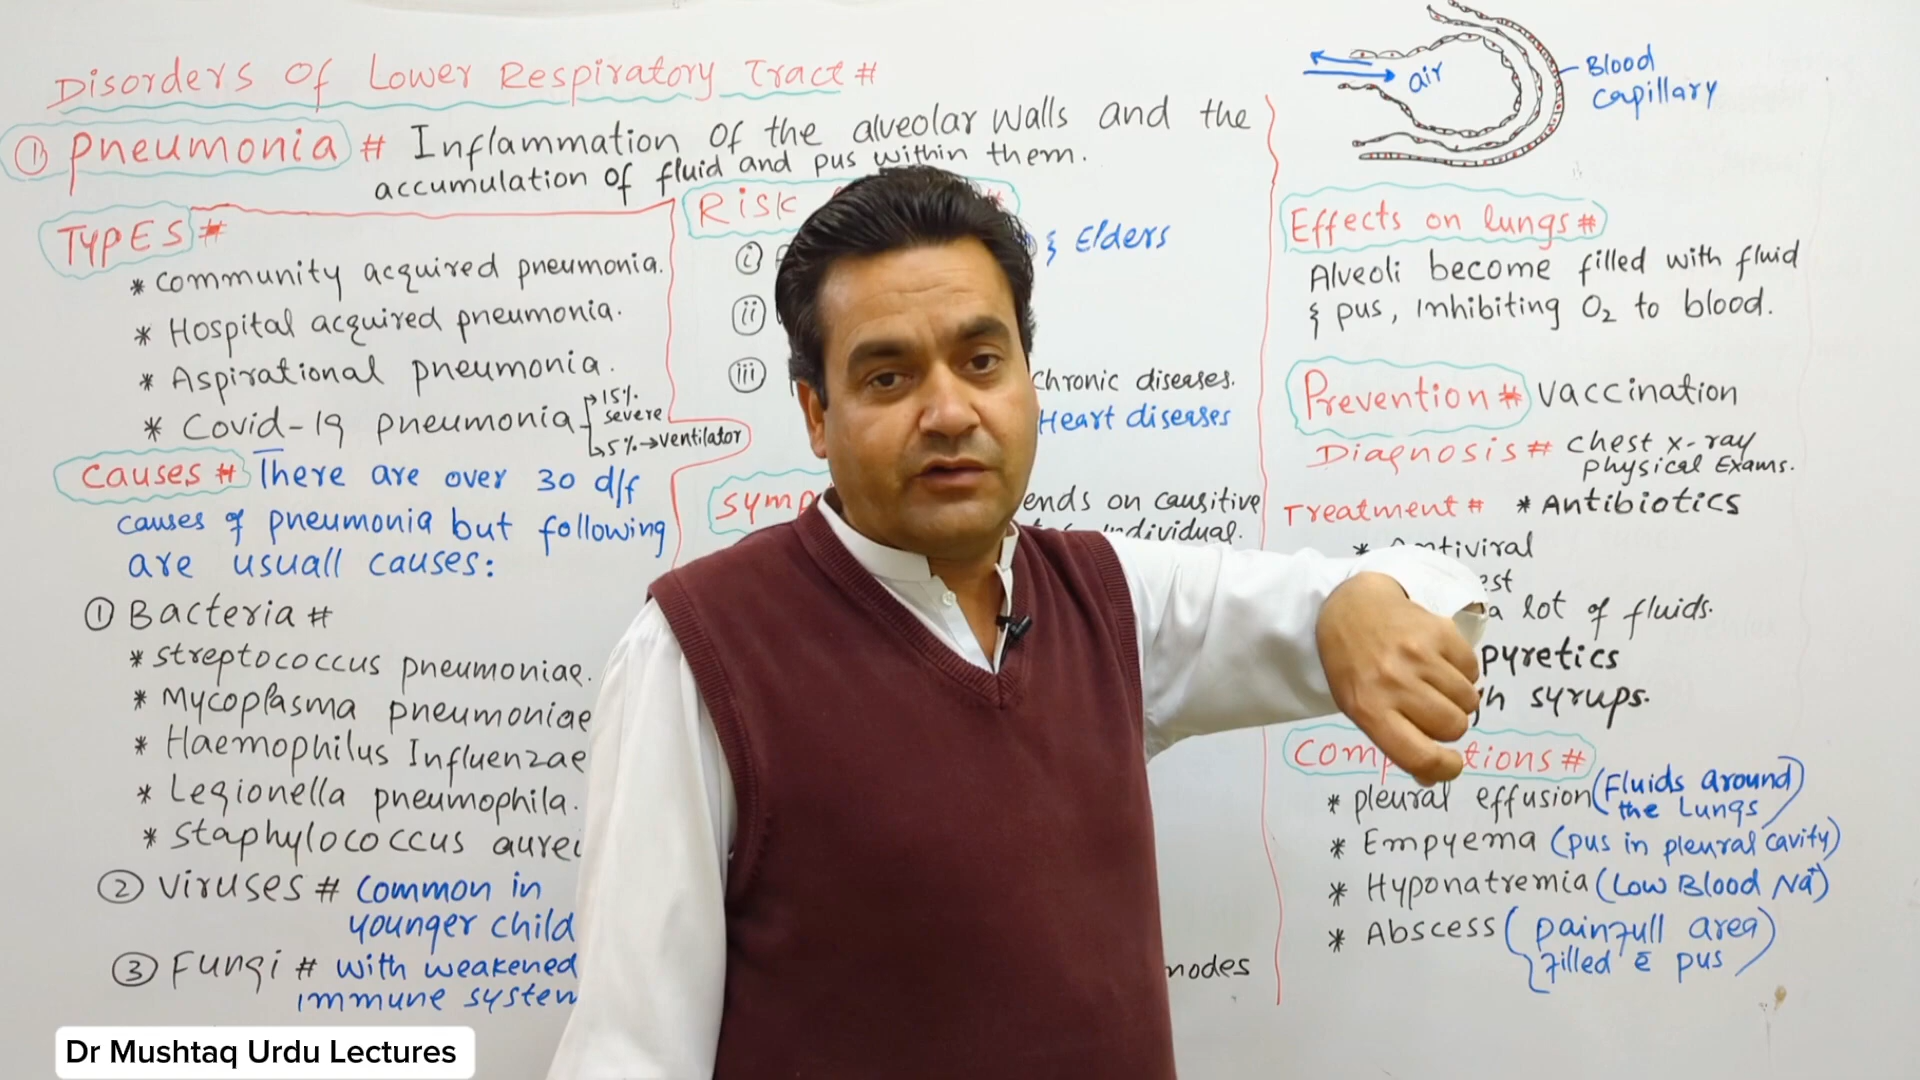 Disorders Of Lower Respiratory Tract #
① Pneumonia # Inflammation Of the alveolar walls and the
accumulation of fluid and pus within them.
TYPES #
* Community acquired pneumonia.
* Hospital acquired pneumonia.
* Aspirational pneumonia.
* Covid-19 pneumonia → 15% severe
→ 5% → ventilator
Causes # There are over 30 d/f
causes of pneumonia but following
are usuall causes:
① Bacteria #
* Streptococcus pneumoniae.
* Mycoplasma pneumoniae
* Haemophilus Influenzae
* Legionella pneumophila.
* Staphylococcus
② Viruses # Common in
younger child
③ Fungi # with weakened
immune system
Risk #
i & Elders
ii
iii Chronic diseases.
Heart diseases
ends on causitive
individual.
nodes
air
Blood
Capillary
Effects on lungs #
Alveoli become filled with fluid
& pus, inhibiting O2 to blood.
Prevention # Vaccination
Diagnosis # Chest x-ray
physical Exams.
Treatment # * Antibiotics
* Antiviral
est
a lot of fluids.
pyretics
gh syrups.
Com tions #
* pleural effusion (Fluids around
the Lungs)
* Empyema (pus in pleural cavity)
* Hyponatremia (Low Blood Na+)
* Abscess (painfull area
filled c̄ pus)
Dr Mushtaq Urdu Lectures